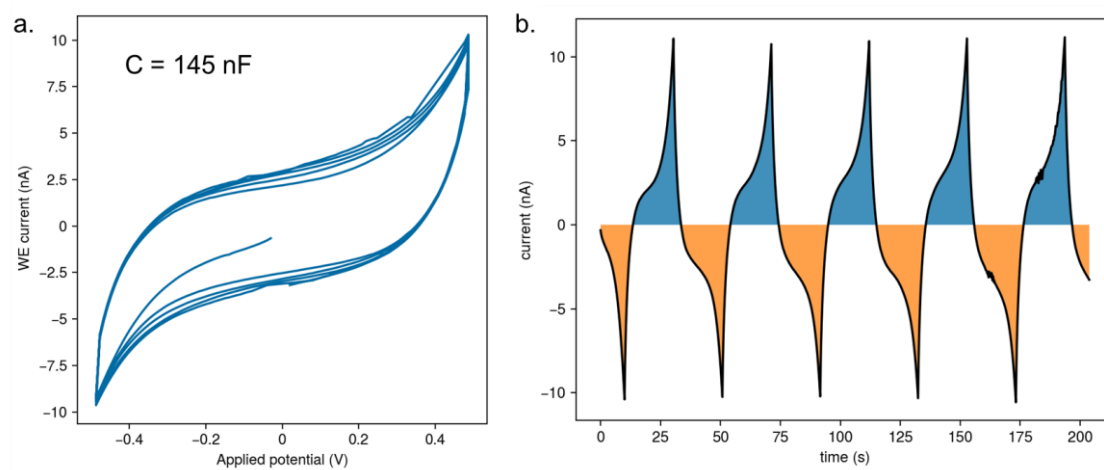 a.
C = 145 nF
WE current (nA)
10
7.5
5
2.5
0
−2.5
−5
−7.5
−10
−0.4 −0.2 0 0.2 0.4
Applied potential (V)
b.
current (nA)
10
5
0
−5
−10
0 25 50 75 100 125 150 175 200
time (s)